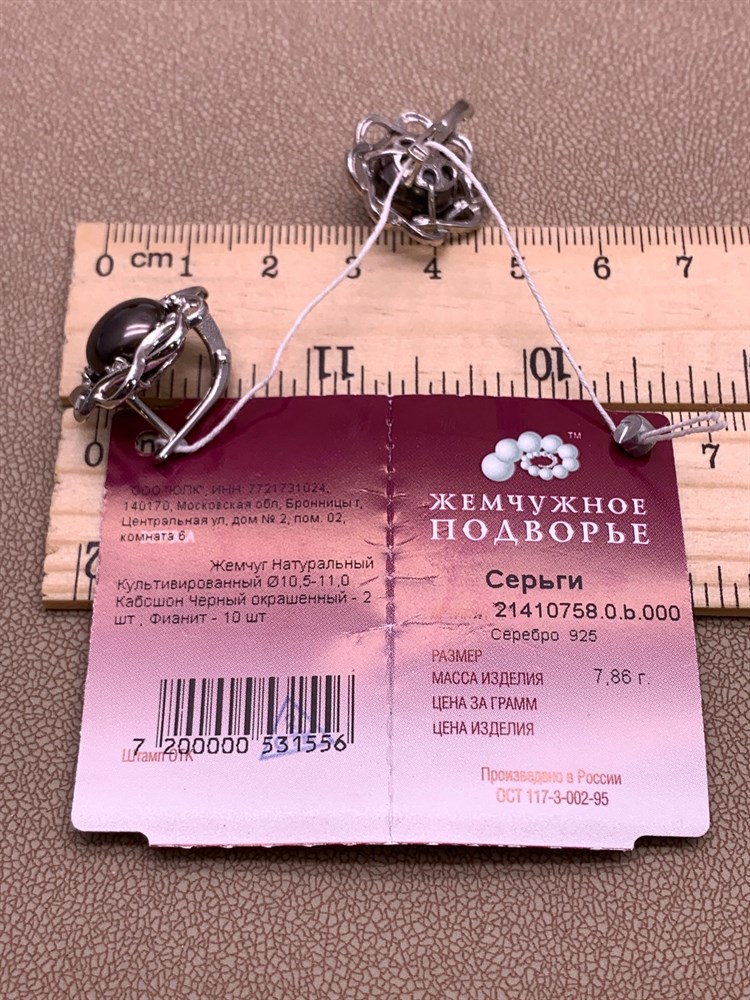 0 cm 1 2 3 4 5 6 7
11 10
0 7
2
ООО "ЮПК", ИНН: 7721731024,
140170, Московская обл, Бронницы г,
Центральная ул, дом № 2, пом. 02,
комната 6
Жемчуг Натуральный
Культивированный Ø10,5-11,0
Кабошон Черный окрашенный - 2
шт , Фианит - 10 шт
7 200000 531556
Штамп ОТК
TM
ЖЕМЧУЖНОЕ
ПОДВОРЬЕ
Серьги
21410758.0.b.000
Серебро 925
РАЗМЕР
МАССА ИЗДЕЛИЯ 7,86 г.
ЦЕНА ЗА ГРАММ
ЦЕНА ИЗДЕЛИЯ
Произведено в России
ОСТ 117-3-002-95